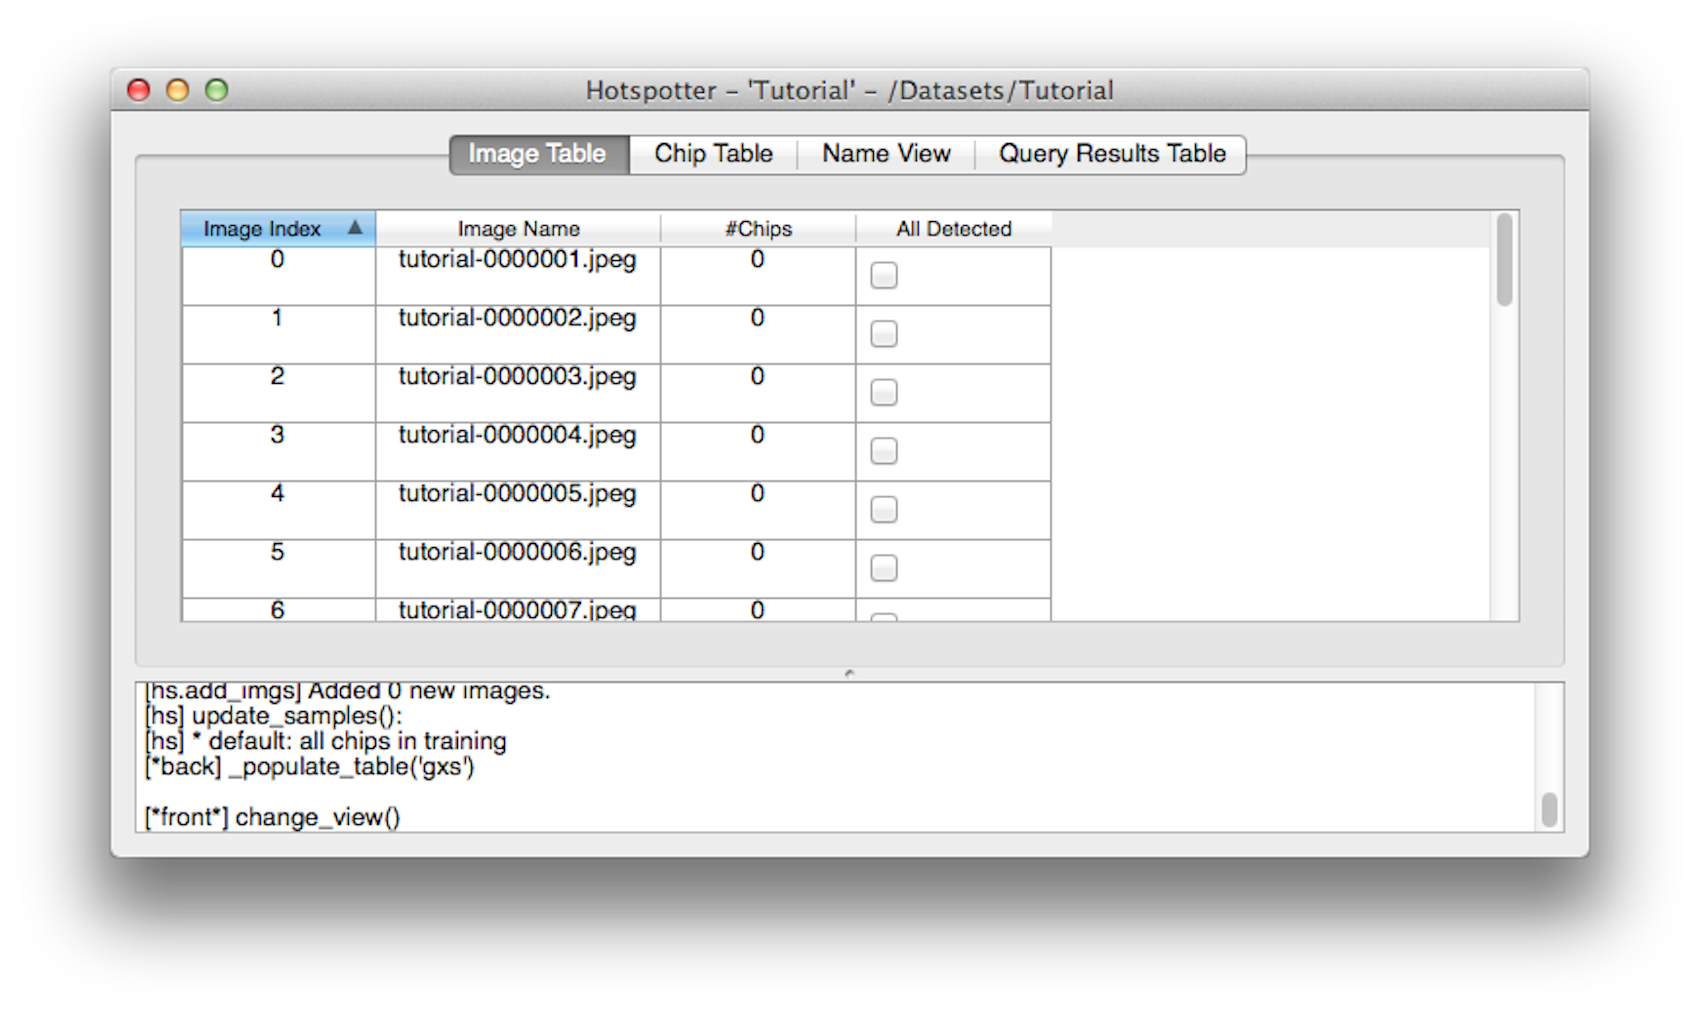 Hotspotter – 'Tutorial' – /Datasets/Tutorial
Image Table Chip Table Name View Query Results Table
Image Index Image Name #Chips All Detected
0 tutorial-0000001.jpeg 0
1 tutorial-0000002.jpeg 0
2 tutorial-0000003.jpeg 0
3 tutorial-0000004.jpeg 0
4 tutorial-0000005.jpeg 0
5 tutorial-0000006.jpeg 0
6 tutorial-0000007.jpeg 0
[hs.add_imgs] Added 0 new images.
[hs] update_samples():
[hs] * default: all chips in training
[*back] _populate_table('gxs')
[*front*] change_view()